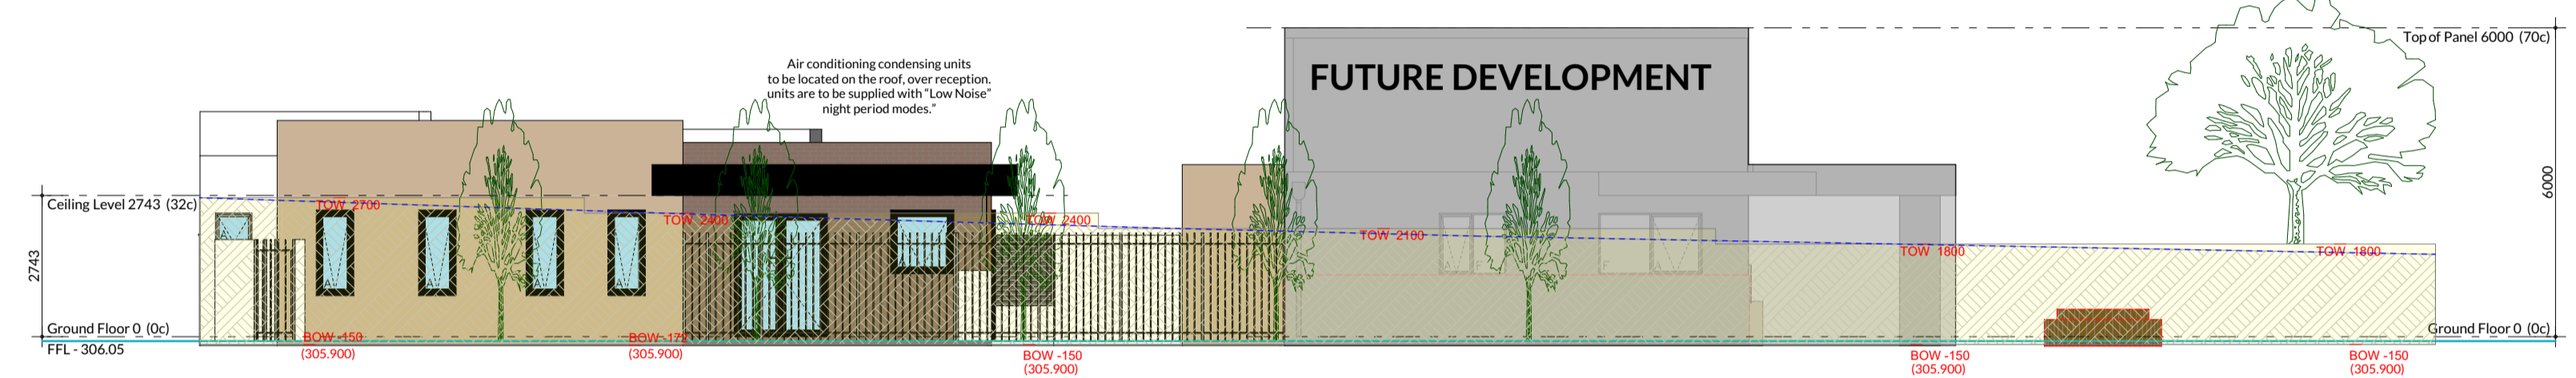 Top of Panel 6000 (70c)
Air conditioning condensing units
to be located on the roof, over reception.
units are to be supplied with “Low Noise”
night period modes.”
FUTURE DEVELOPMENT
6000
Ceiling Level 2743 (32c)
TOW 2700
TOW 2400
TOW 2400
TOW 2100
TOW 1800
TOW 1800
2743
A
A
A
A
A
F
A
Ground Floor 0 (0c)
Ground Floor 0 (0c)
FFL - 306.05
BOW -150
(305.900)
BOW -172
(305.900)
BOW -150
(305.900)
BOW -150
(305.900)
BOW -150
(305.900)